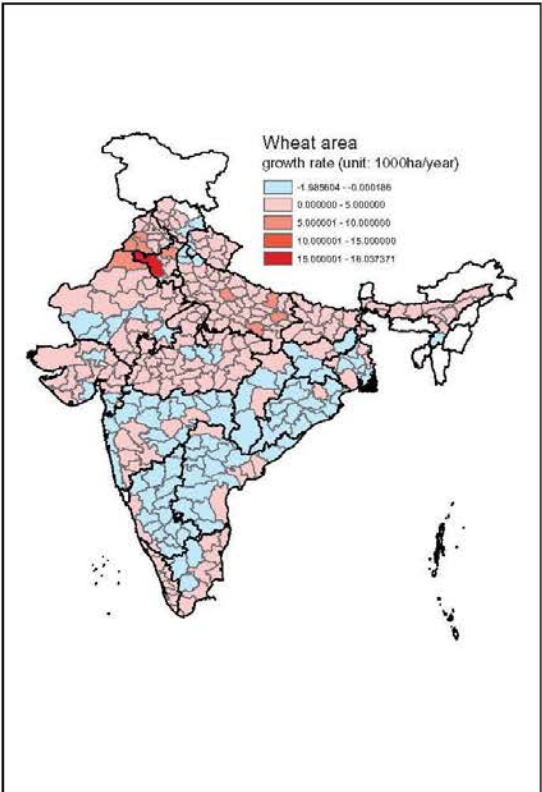 Wheat area
growth rate (unit: 1000ha/year)
-1.985604 - -0.000186
0.000000 - 5.000000
5.000001 - 10.000000
10.000001 - 15.000000
15.000001 - 16.037371